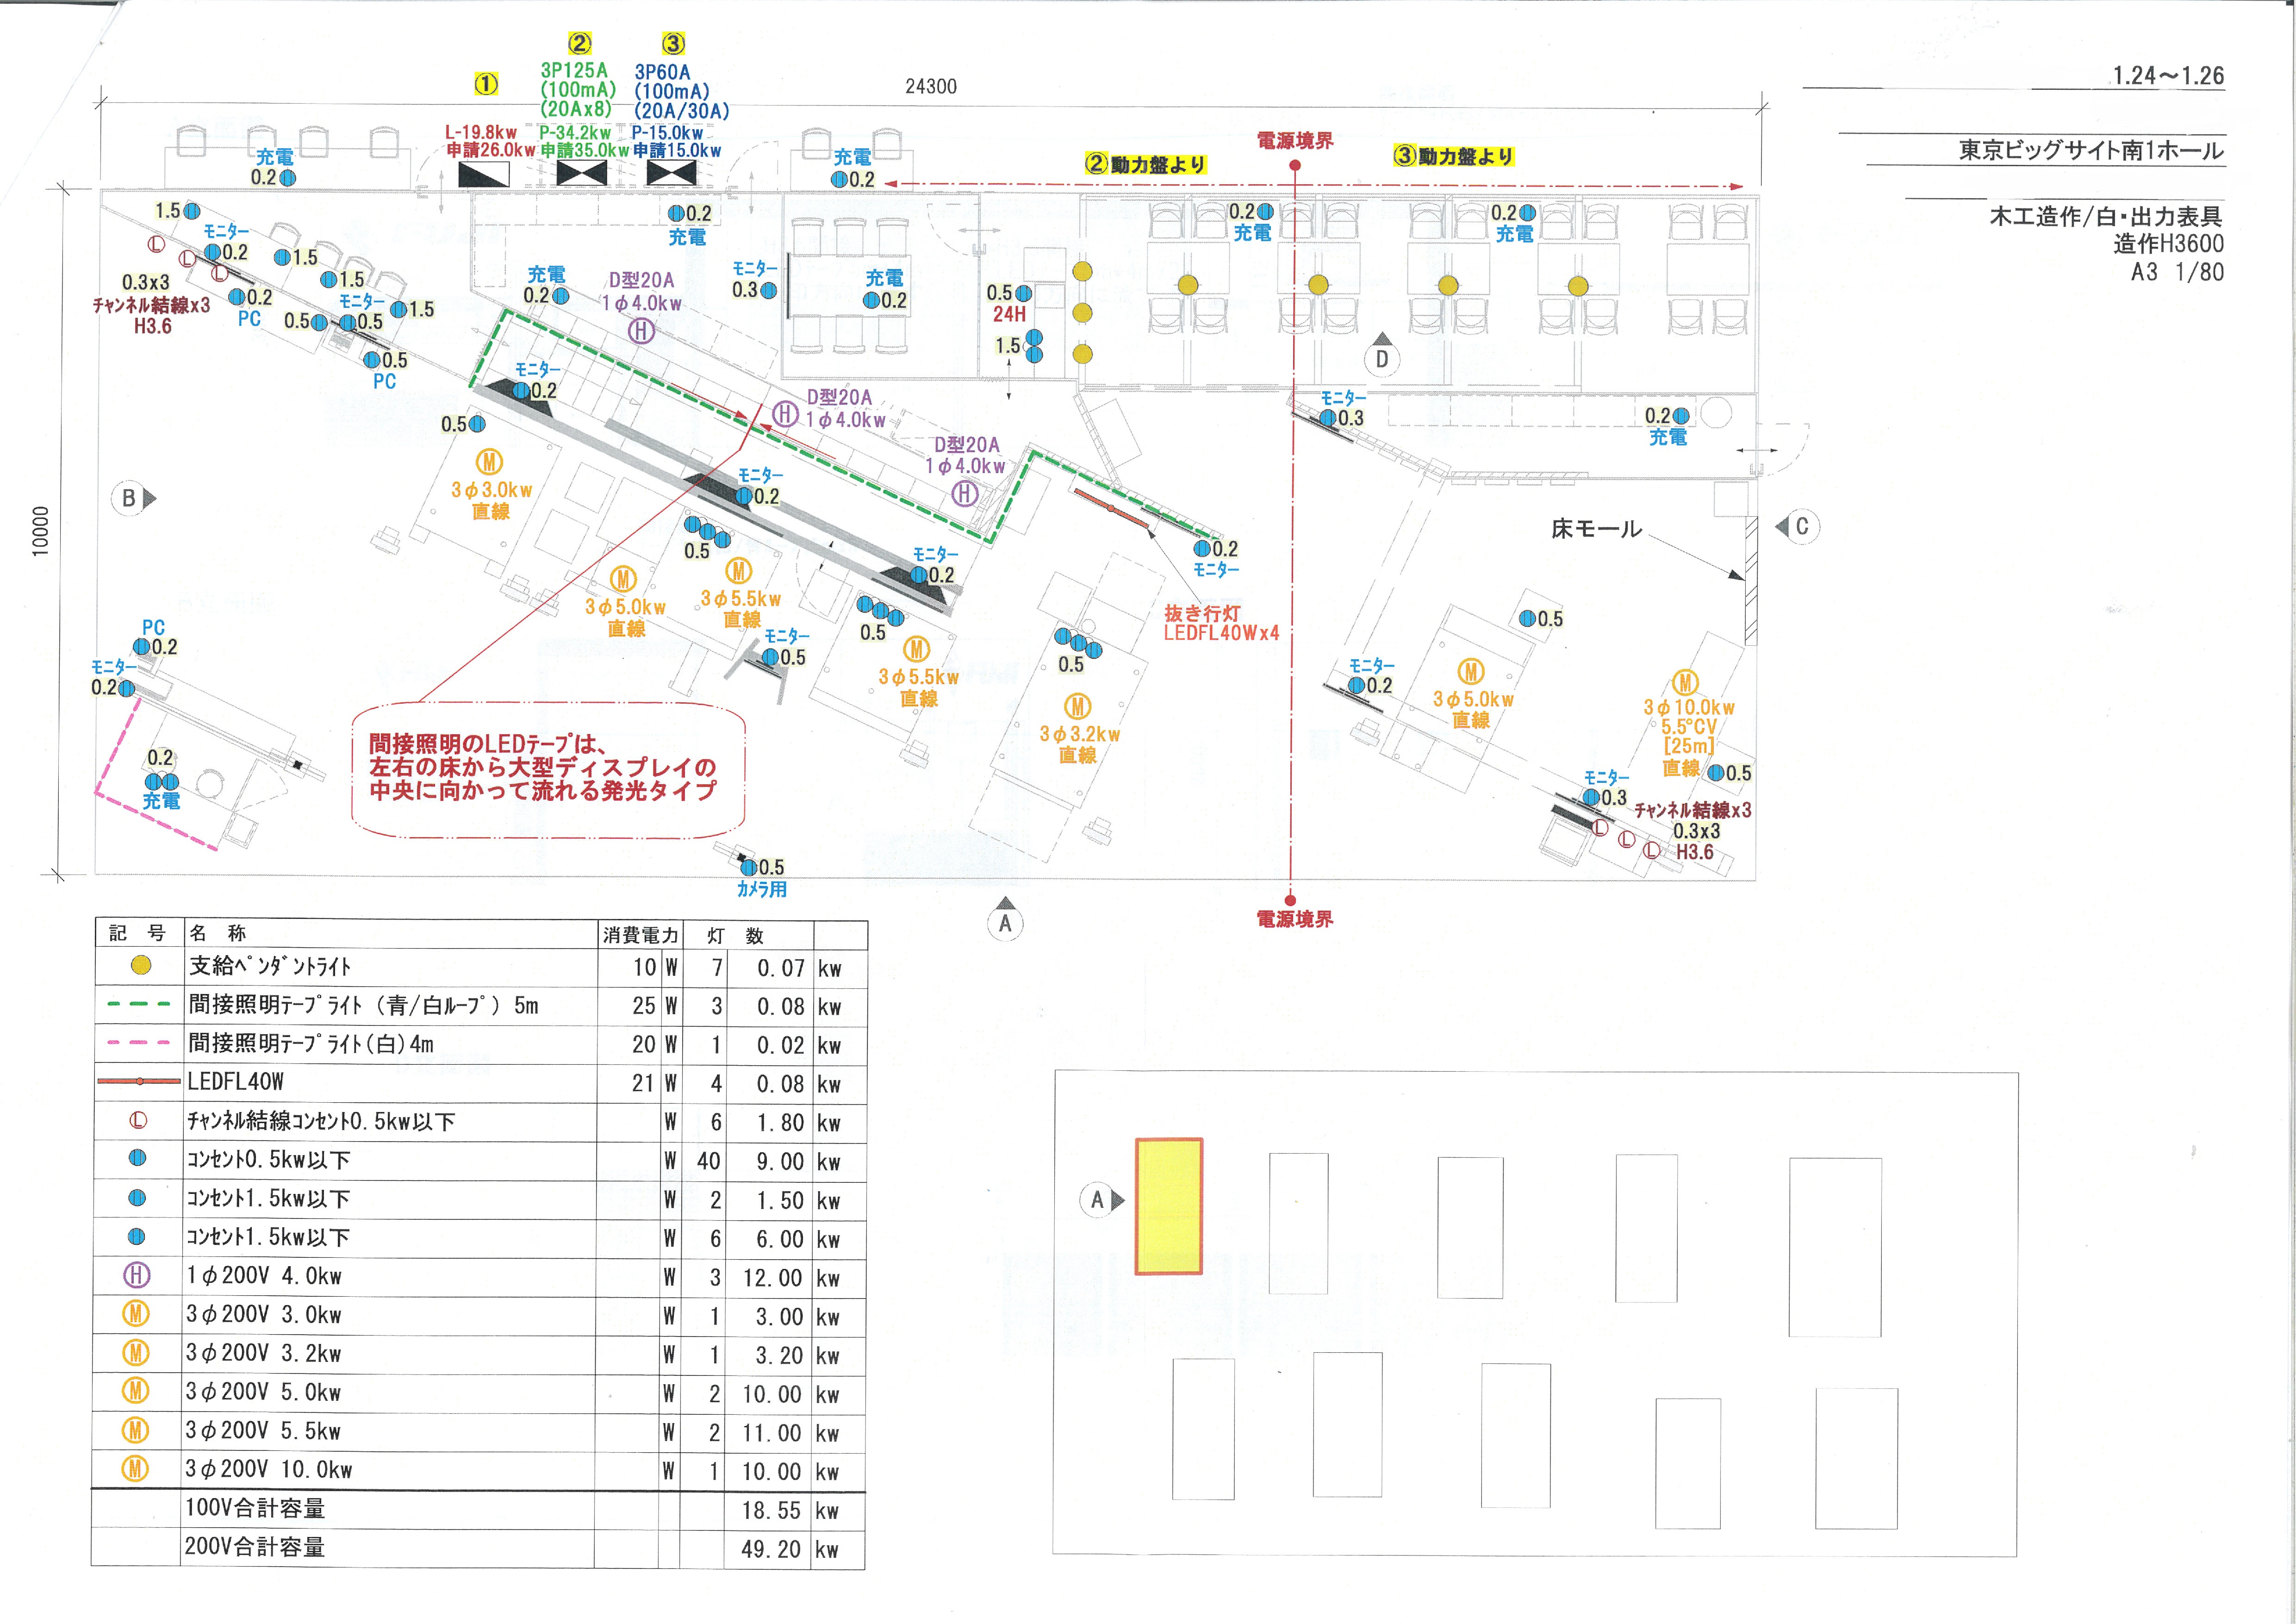 1.24～1.26
東京ビッグサイト南1ホール
木工造作/白・出力表具
造作H3600
A3 1/80
24300
10000
①
L-19.8kw
申請26.0kw
②
3P125A
(100mA)
(20Ax8)
P-34.2kw
申請35.0kw
③
3P60A
(100mA)
(20A/30A)
P-15.0kw
申請15.0kw
電源境界
②動力盤より
③動力盤より
充電
0.2
充電
0.2
1.5
モニター
0.2
1.5
1.5
1.5
0.3x3
チャンネル結線x3
H3.6
0.2
PC
モニター
0.5
0.5
0.5
PC
0.2
充電
充電
0.2
D型20A
1φ4.0kw
H
モニター
0.3
充電
0.2
0.5
24H
1.5
0.2
充電
0.2
充電
D
モニター
0.2
D型20A
1φ4.0kw
H
D型20A
1φ4.0kw
H
モニター
0.3
0.2
充電
0.5
M
3φ3.0kw
直線
B
モニター
0.2
0.5
M
3φ5.0kw
直線
M
3φ5.5kw
直線
モニター
0.2
0.5
M
3φ5.5kw
直線
モニター
0.5
0.2
モニター
抜き行灯
LEDFL40Wx4
0.5
M
3φ3.2kw
直線
床モール
C
0.5
M
3φ5.0kw
直線
モニター
0.2
M
3φ10.0kw
5.5°CV
[25m]
直線
0.5
モニター
0.3
チャンネル結線x3
0.3x3
H3.6
L
L
L
L
L
L
PC
0.2
モニター
0.2
0.2
充電
間接照明のLEDテープは、
左右の床から大型ディスプレイの
中央に向かって流れる発光タイプ
0.5
カメラ用
A
電源境界
記 号 名 称 消費電力 灯 数
支給ペンダントライト 10 W 7 0.07 kw
間接照明テープライト（青/白ループ）5m 25 W 3 0.08 kw
間接照明テープライト(白)4m 20 W 1 0.02 kw
LEDFL40W 21 W 4 0.08 kw
L チャンネル結線コンセント0.5kw以下 W 6 1.80 kw
コンセント0.5kw以下 W 40 9.00 kw
コンセント1.5kw以下 W 2 1.50 kw
コンセント1.5kw以下 W 6 6.00 kw
H 1φ200V 4.0kw W 3 12.00 kw
M 3φ200V 3.0kw W 1 3.00 kw
M 3φ200V 3.2kw W 1 3.20 kw
M 3φ200V 5.0kw W 2 10.00 kw
M 3φ200V 5.5kw W 2 11.00 kw
M 3φ200V 10.0kw W 1 10.00 kw
100V合計容量 18.55 kw
200V合計容量 49.20 kw
A